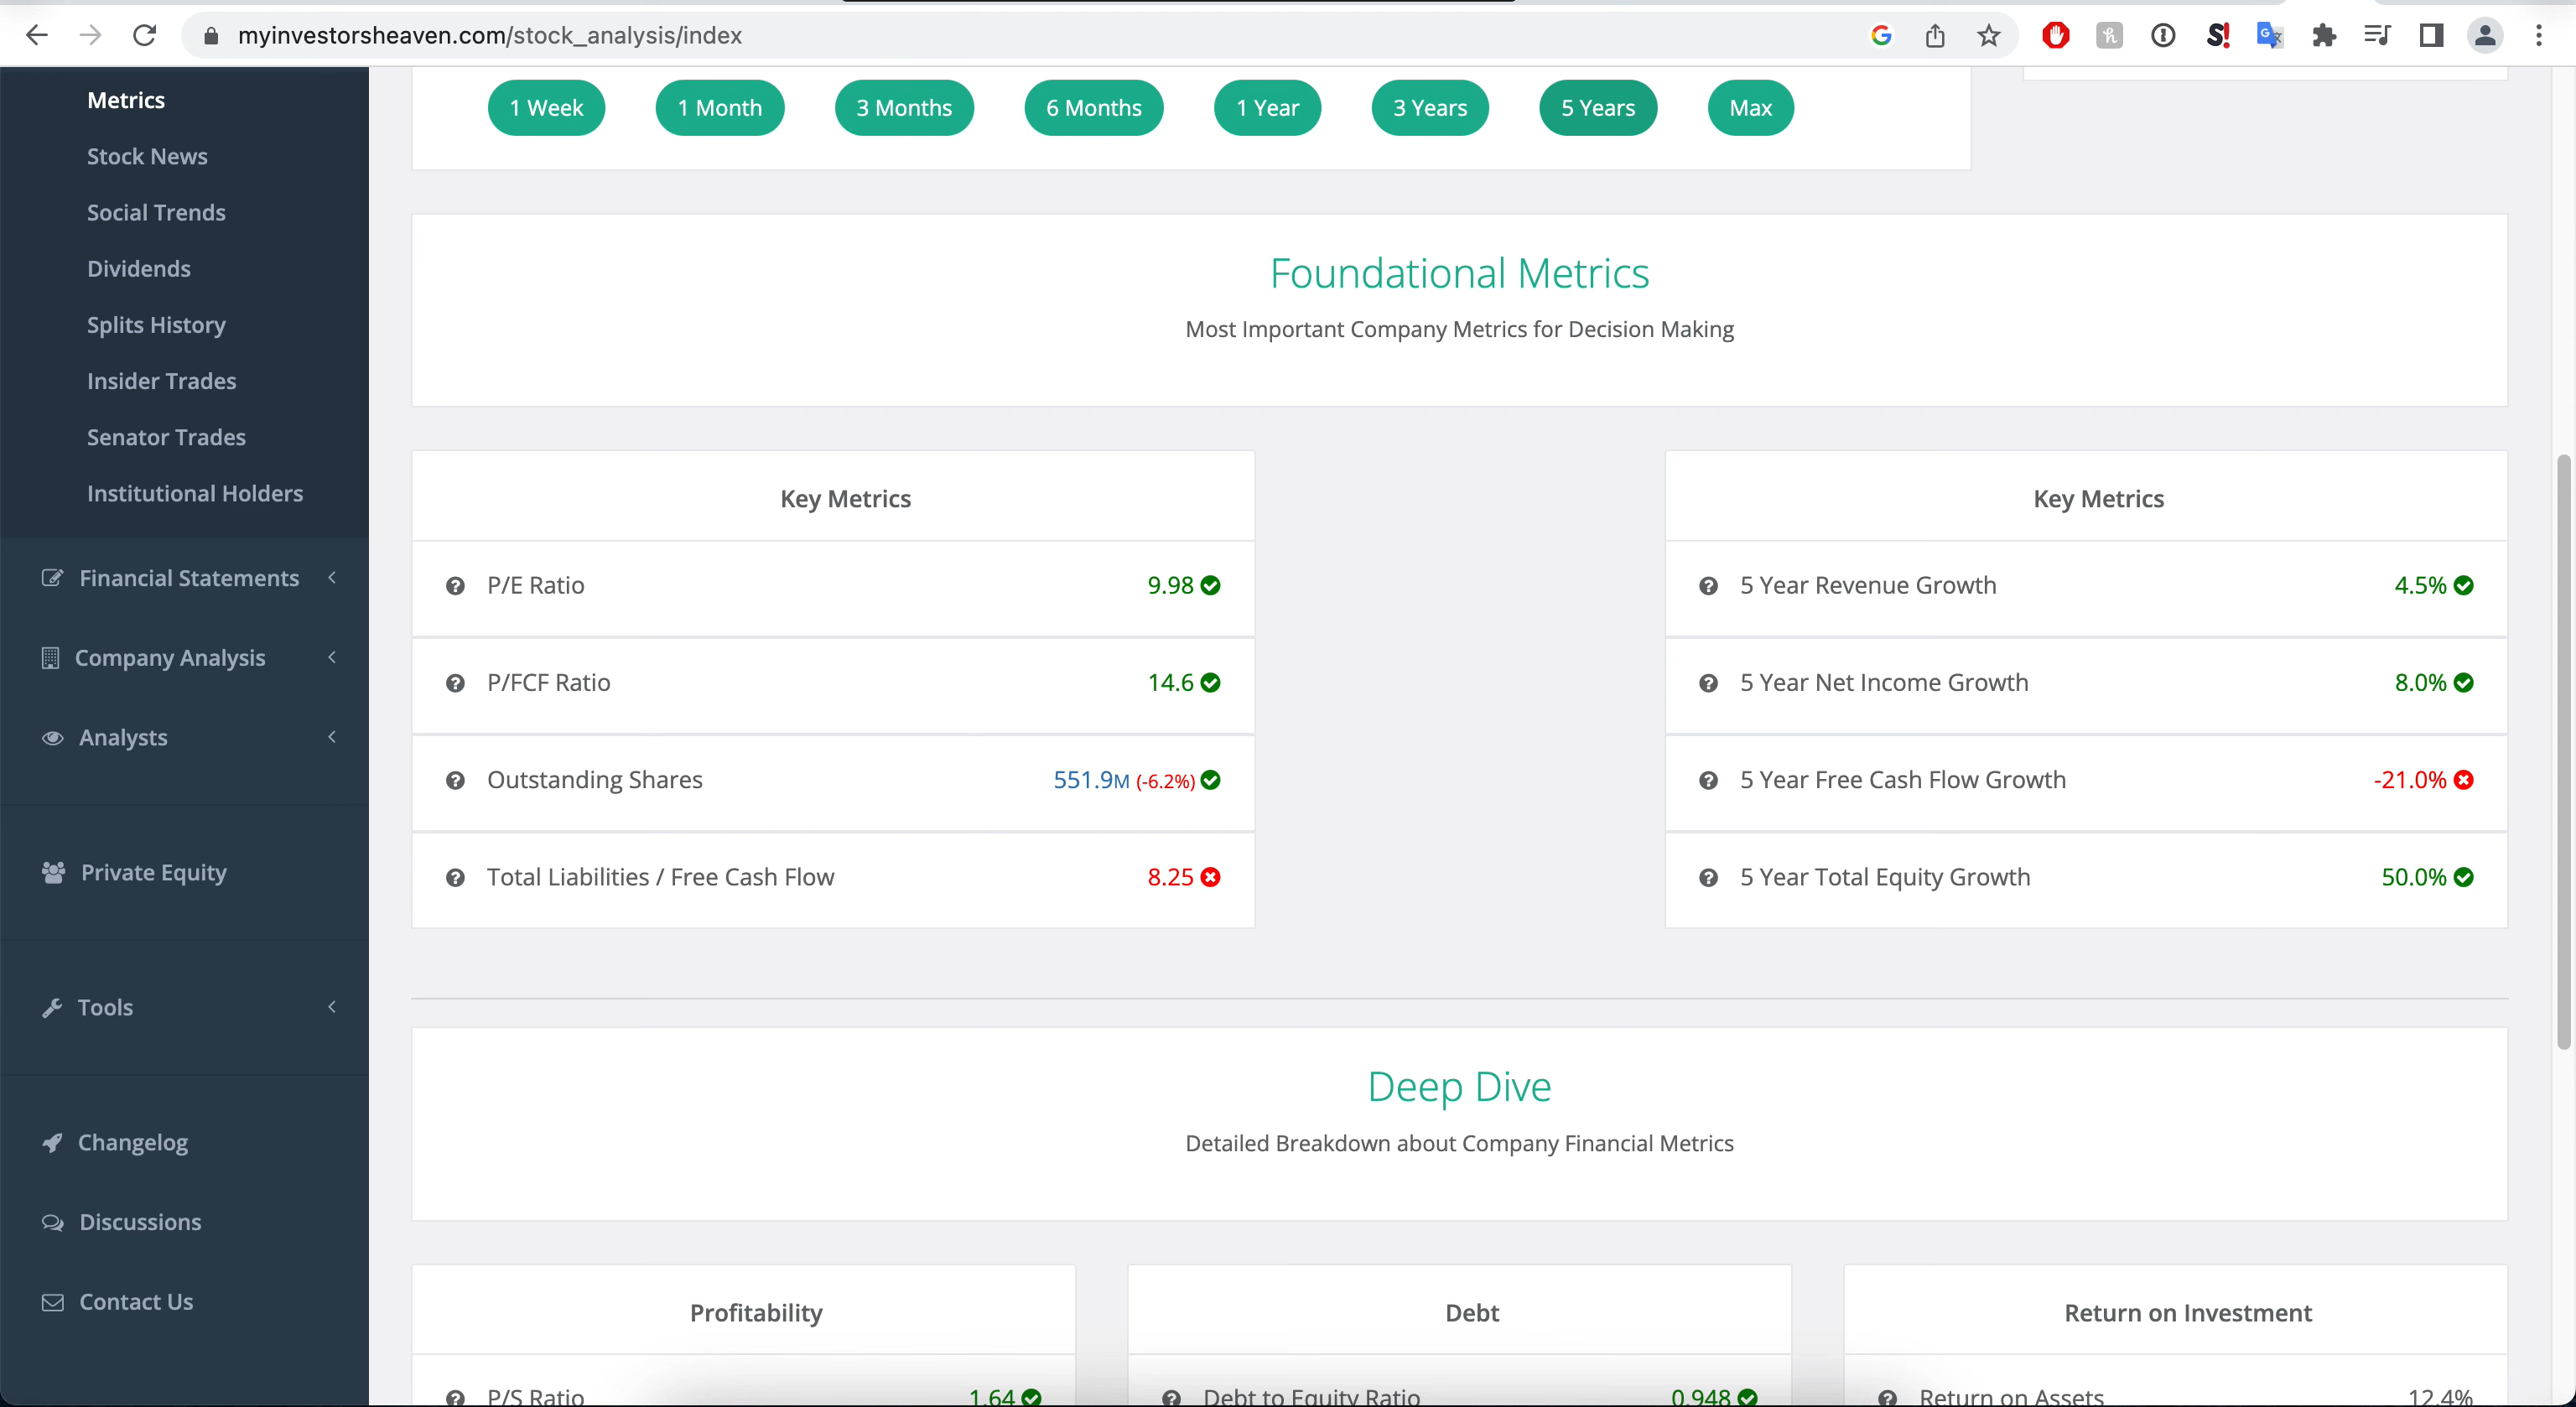 myinvestorsheaven.com/stock_analysis/index
Metrics
Stock News
Social Trends
Dividends
Splits History
Insider Trades
Senator Trades
Institutional Holders
Financial Statements
Company Analysis
Analysts
Private Equity
Tools
Changelog
Discussions
Contact Us
1 Week 1 Month 3 Months 6 Months 1 Year 3 Years 5 Years Max
Foundational Metrics
Most Important Company Metrics for Decision Making
Key Metrics
P/E Ratio 9.98
P/FCF Ratio 14.6
Outstanding Shares 551.9M (-6.2%)
Total Liabilities / Free Cash Flow 8.25
Key Metrics
5 Year Revenue Growth 4.5%
5 Year Net Income Growth 8.0%
5 Year Free Cash Flow Growth -21.0%
5 Year Total Equity Growth 50.0%
Deep Dive
Detailed Breakdown about Company Financial Metrics
Profitability
P/S Ratio 1.64
Debt
Debt to Equity Ratio 0.948
Return on Investment
Return on Assets 12.4%